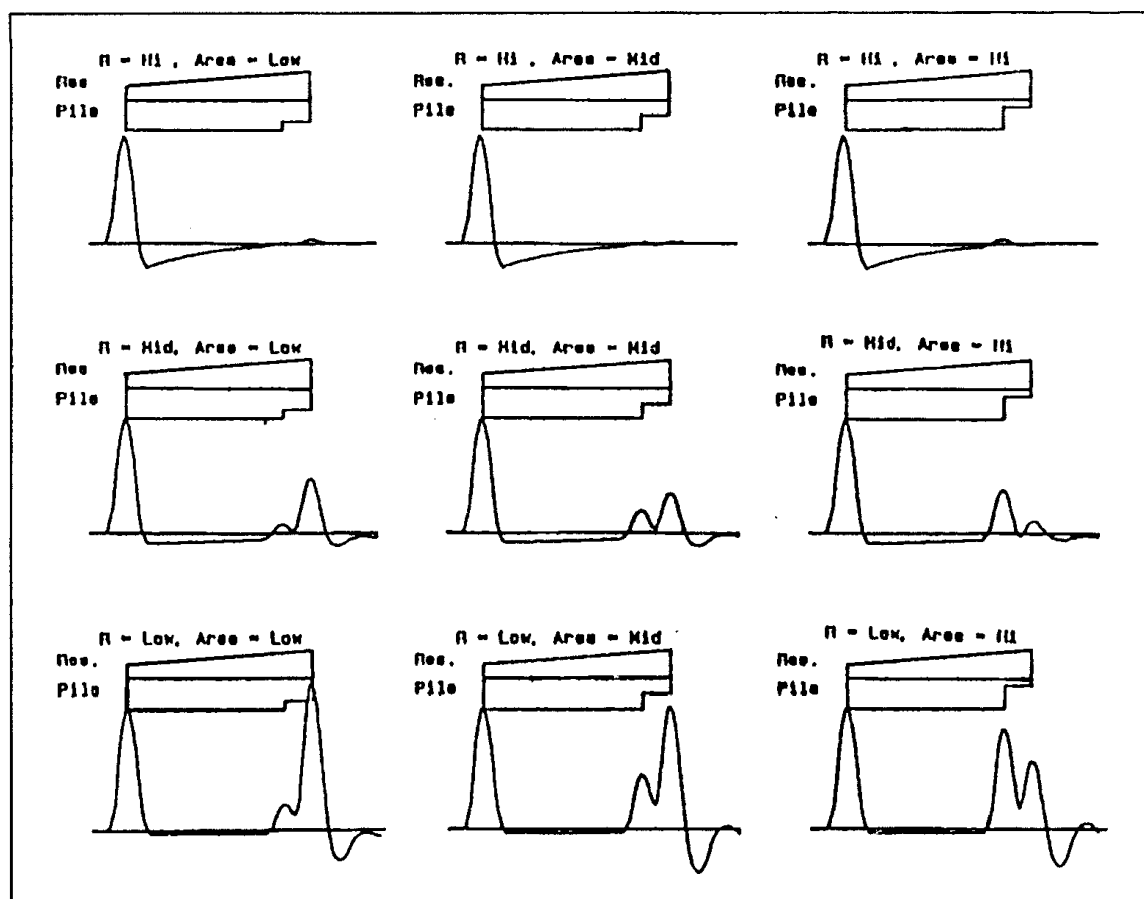 R = Hi , Area = Low
Res
Pile
R = Hi , Area = Mid
Res.
Pile
R = Hi, Area = Hi
Res.
Pile
R = Mid, Area = Low
Res
Pile
R = Mid, Area = Mid
Res.
Pile
R = Mid, Area = Hi
Res.
Pile
R = Low, Area = Low
Res.
Pile
R = Low, Area = Mid
Res.
Pile
R = Low, Area = Hi
Res.
Pile